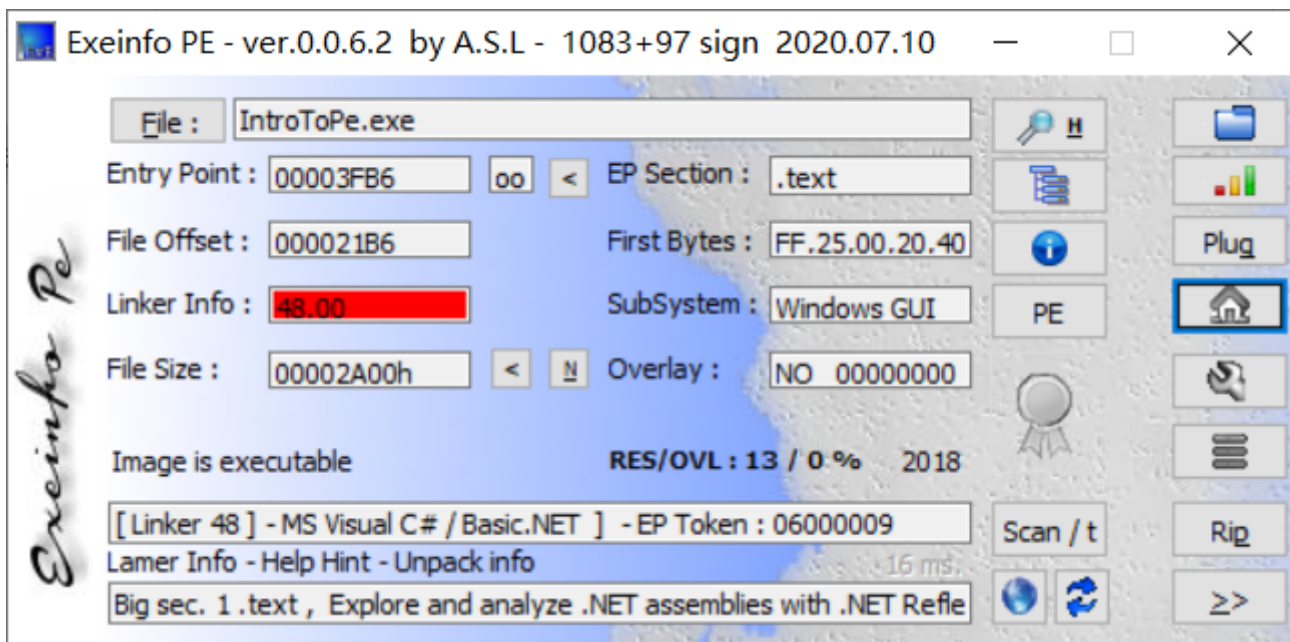 Exeinfo PE - ver.0.0.6.2 by A.S.L - 1083+97 sign 2020.07.10
File : IntroToPe.exe H
Entry Point : 00003FB6 oo < EP Section : .text
File Offset : 000021B6 First Bytes : FF.25.00.20.40 Plug
Linker Info : 48.00 SubSystem : Windows GUI PE
File Size : 00002A00h < N Overlay : NO 00000000
Image is executable RES/OVL : 13 / 0 % 2018
[ Linker 48 ] - MS Visual C# / Basic.NET ] - EP Token : 06000009 Scan / t Rip
Lamer Info - Help Hint - Unpack info 16 ms.
Big sec. 1 .text , Explore and analyze .NET assemblies with .NET Refle >>
Exeinfo Pe